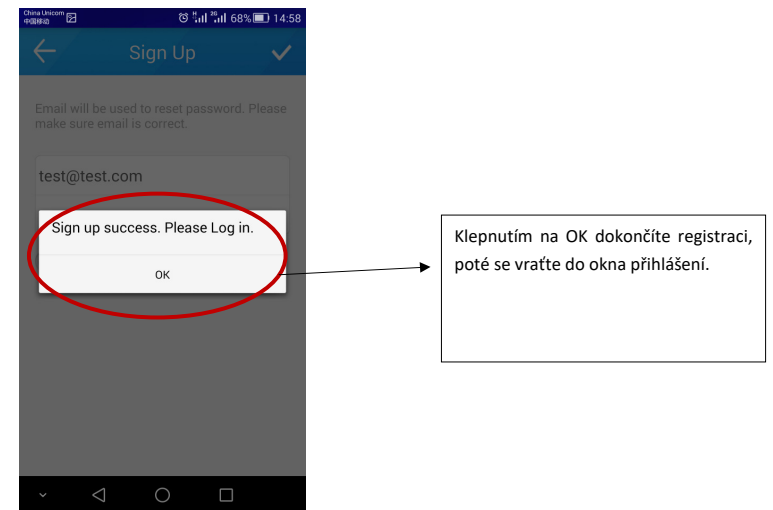 China Unicom
中国移动
H 3G 68% 14:58
Sign Up
Email will be used to reset password. Please
make sure email is correct.
test@test.com
Sign up success. Please Log in.
OK
Klepnutím na OK dokončíte registraci,
poté se vraťte do okna přihlášení.